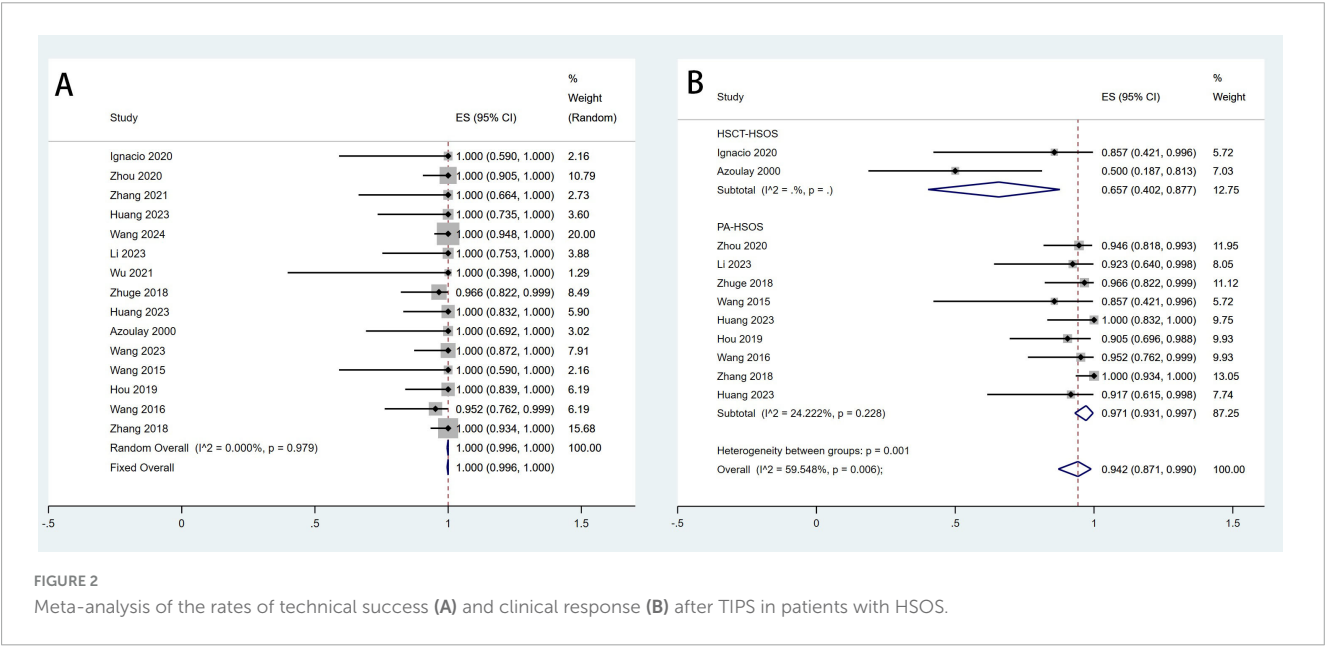 A
%
Weight
Study ES (95% CI) (Random)
Ignacio 2020 1.000 (0.590, 1.000) 2.16
Zhou 2020 1.000 (0.905, 1.000) 10.79
Zhang 2021 1.000 (0.664, 1.000) 2.73
Huang 2023 1.000 (0.735, 1.000) 3.60
Wang 2024 1.000 (0.948, 1.000) 20.00
Li 2023 1.000 (0.753, 1.000) 3.88
Wu 2021 1.000 (0.398, 1.000) 1.29
Zhuge 2018 0.966 (0.822, 0.999) 8.49
Huang 2023 1.000 (0.832, 1.000) 5.90
Azoulay 2000 1.000 (0.692, 1.000) 3.02
Wang 2023 1.000 (0.872, 1.000) 7.91
Wang 2015 1.000 (0.590, 1.000) 2.16
Hou 2019 1.000 (0.839, 1.000) 6.19
Wang 2016 0.952 (0.762, 0.999) 6.19
Zhang 2018 1.000 (0.934, 1.000) 15.68
Random Overall (I^2 = 0.000%, p = 0.979) 1.000 (0.996, 1.000) 100.00
Fixed Overall 1.000 (0.996, 1.000)
-.5 0 .5 1 1.5
B
%
Study ES (95% CI) Weight
HSCT-HSOS
Ignacio 2020 0.857 (0.421, 0.996) 5.72
Azoulay 2000 0.500 (0.187, 0.813) 7.03
Subtotal (I^2 = .%, p = .) 0.657 (0.402, 0.877) 12.75
PA-HSOS
Zhou 2020 0.946 (0.818, 0.993) 11.95
Li 2023 0.923 (0.640, 0.998) 8.05
Zhuge 2018 0.966 (0.822, 0.999) 11.12
Wang 2015 0.857 (0.421, 0.996) 5.72
Huang 2023 1.000 (0.832, 1.000) 9.75
Hou 2019 0.905 (0.696, 0.988) 9.93
Wang 2016 0.952 (0.762, 0.999) 9.93
Zhang 2018 1.000 (0.934, 1.000) 13.05
Huang 2023 0.917 (0.615, 0.998) 7.74
Subtotal (I^2 = 24.222%, p = 0.228) 0.971 (0.931, 0.997) 87.25
Heterogeneity between groups: p = 0.001
Overall (I^2 = 59.548%, p = 0.006); 0.942 (0.871, 0.990) 100.00
-.5 0 .5 1 1.5
FIGURE 2
Meta-analysis of the rates of technical success (A) and clinical response (B) after TIPS in patients with HSOS.